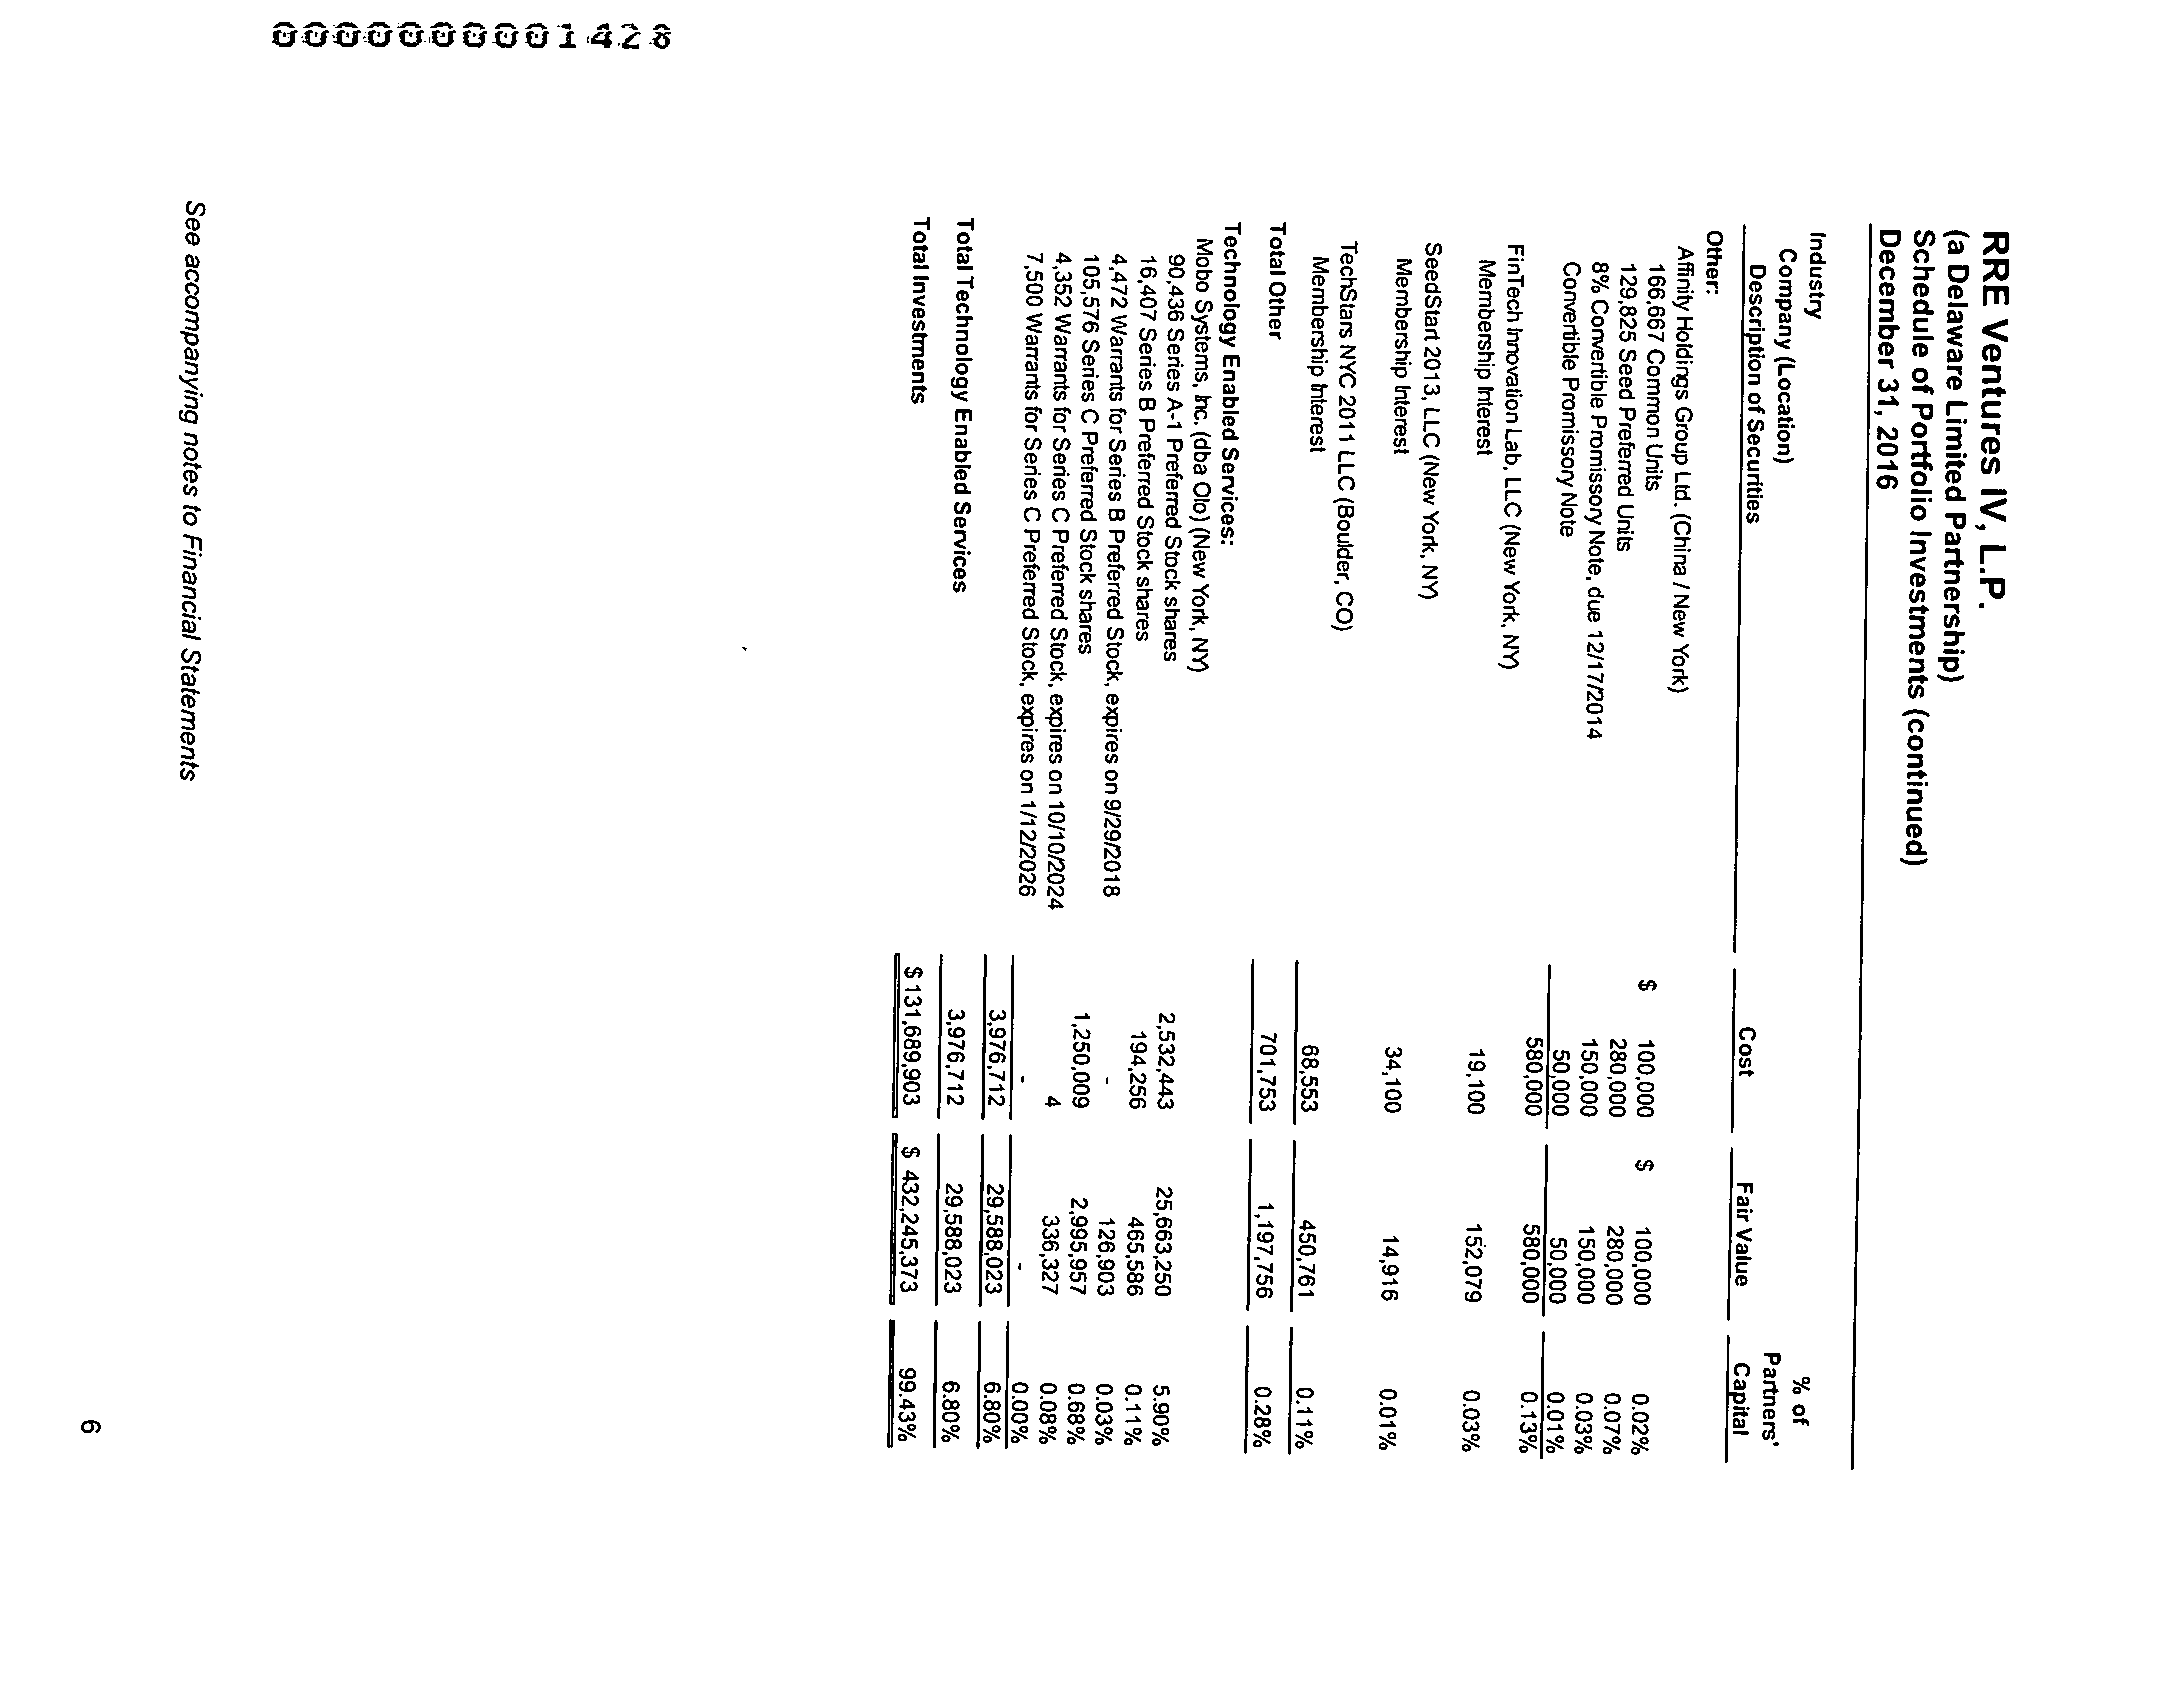 0000000001428
RRE Ventures IV, L.P.
(a Delaware Limited Partnership)
Schedule of Portfolio Investments (continued)
December 31, 2016
% of
Industry Partners'
Company (Location) Capital
Description of Securities Cost Fair Value
Other:
Affinity Holdings Group Ltd. (China / New York)
166,667 Common Units $ 100,000 $ 100,000 0.02%
129,825 Seed Preferred Units 280,000 280,000 0.07%
8% Convertible Promissory Note, due 12/17/2014 150,000 150,000 0.03%
Convertible Promissory Note 50,000 50,000 0.01%
580,000 580,000 0.13%
FinTech Innovation Lab, LLC (New York, NY)
Membership Interest 19,100 152,079 0.03%
SeedStart 2013, LLC (New York, NY)
Membership Interest 34,100 14,916 0.01%
TechStars NYC 2011 LLC (Boulder, CO)
Membership Interest 68,553 450,761 0.11%
Total Other 701,753 1,197,756 0.28%
Technology Enabled Services:
Mobo Systems, Inc. (dba Olo) (New York, NY)
90,436 Series A-1 Preferred Stock shares 2,532,443 25,663,250 5.90%
16,407 Series B Preferred Stock shares 194,256 465,586 0.11%
4,472 Warrants for Series B Preferred Stock, expires on 9/29/2018 - 126,903 0.03%
105,576 Series C Preferred Stock shares 1,250,009 2,995,957 0.68%
4,352 Warrants for Series C Preferred Stock, expires on 10/10/2024 4 336,327 0.08%
7,500 Warrants for Series C Preferred Stock, expires on 1/12/2026 - - 0.00%
3,976,712 29,588,023 6.80%
Total Technology Enabled Services 3,976,712 29,588,023 6.80%
Total Investments $ 131,689,903 $ 432,245,373 99.43%
See accompanying notes to Financial Statements
6